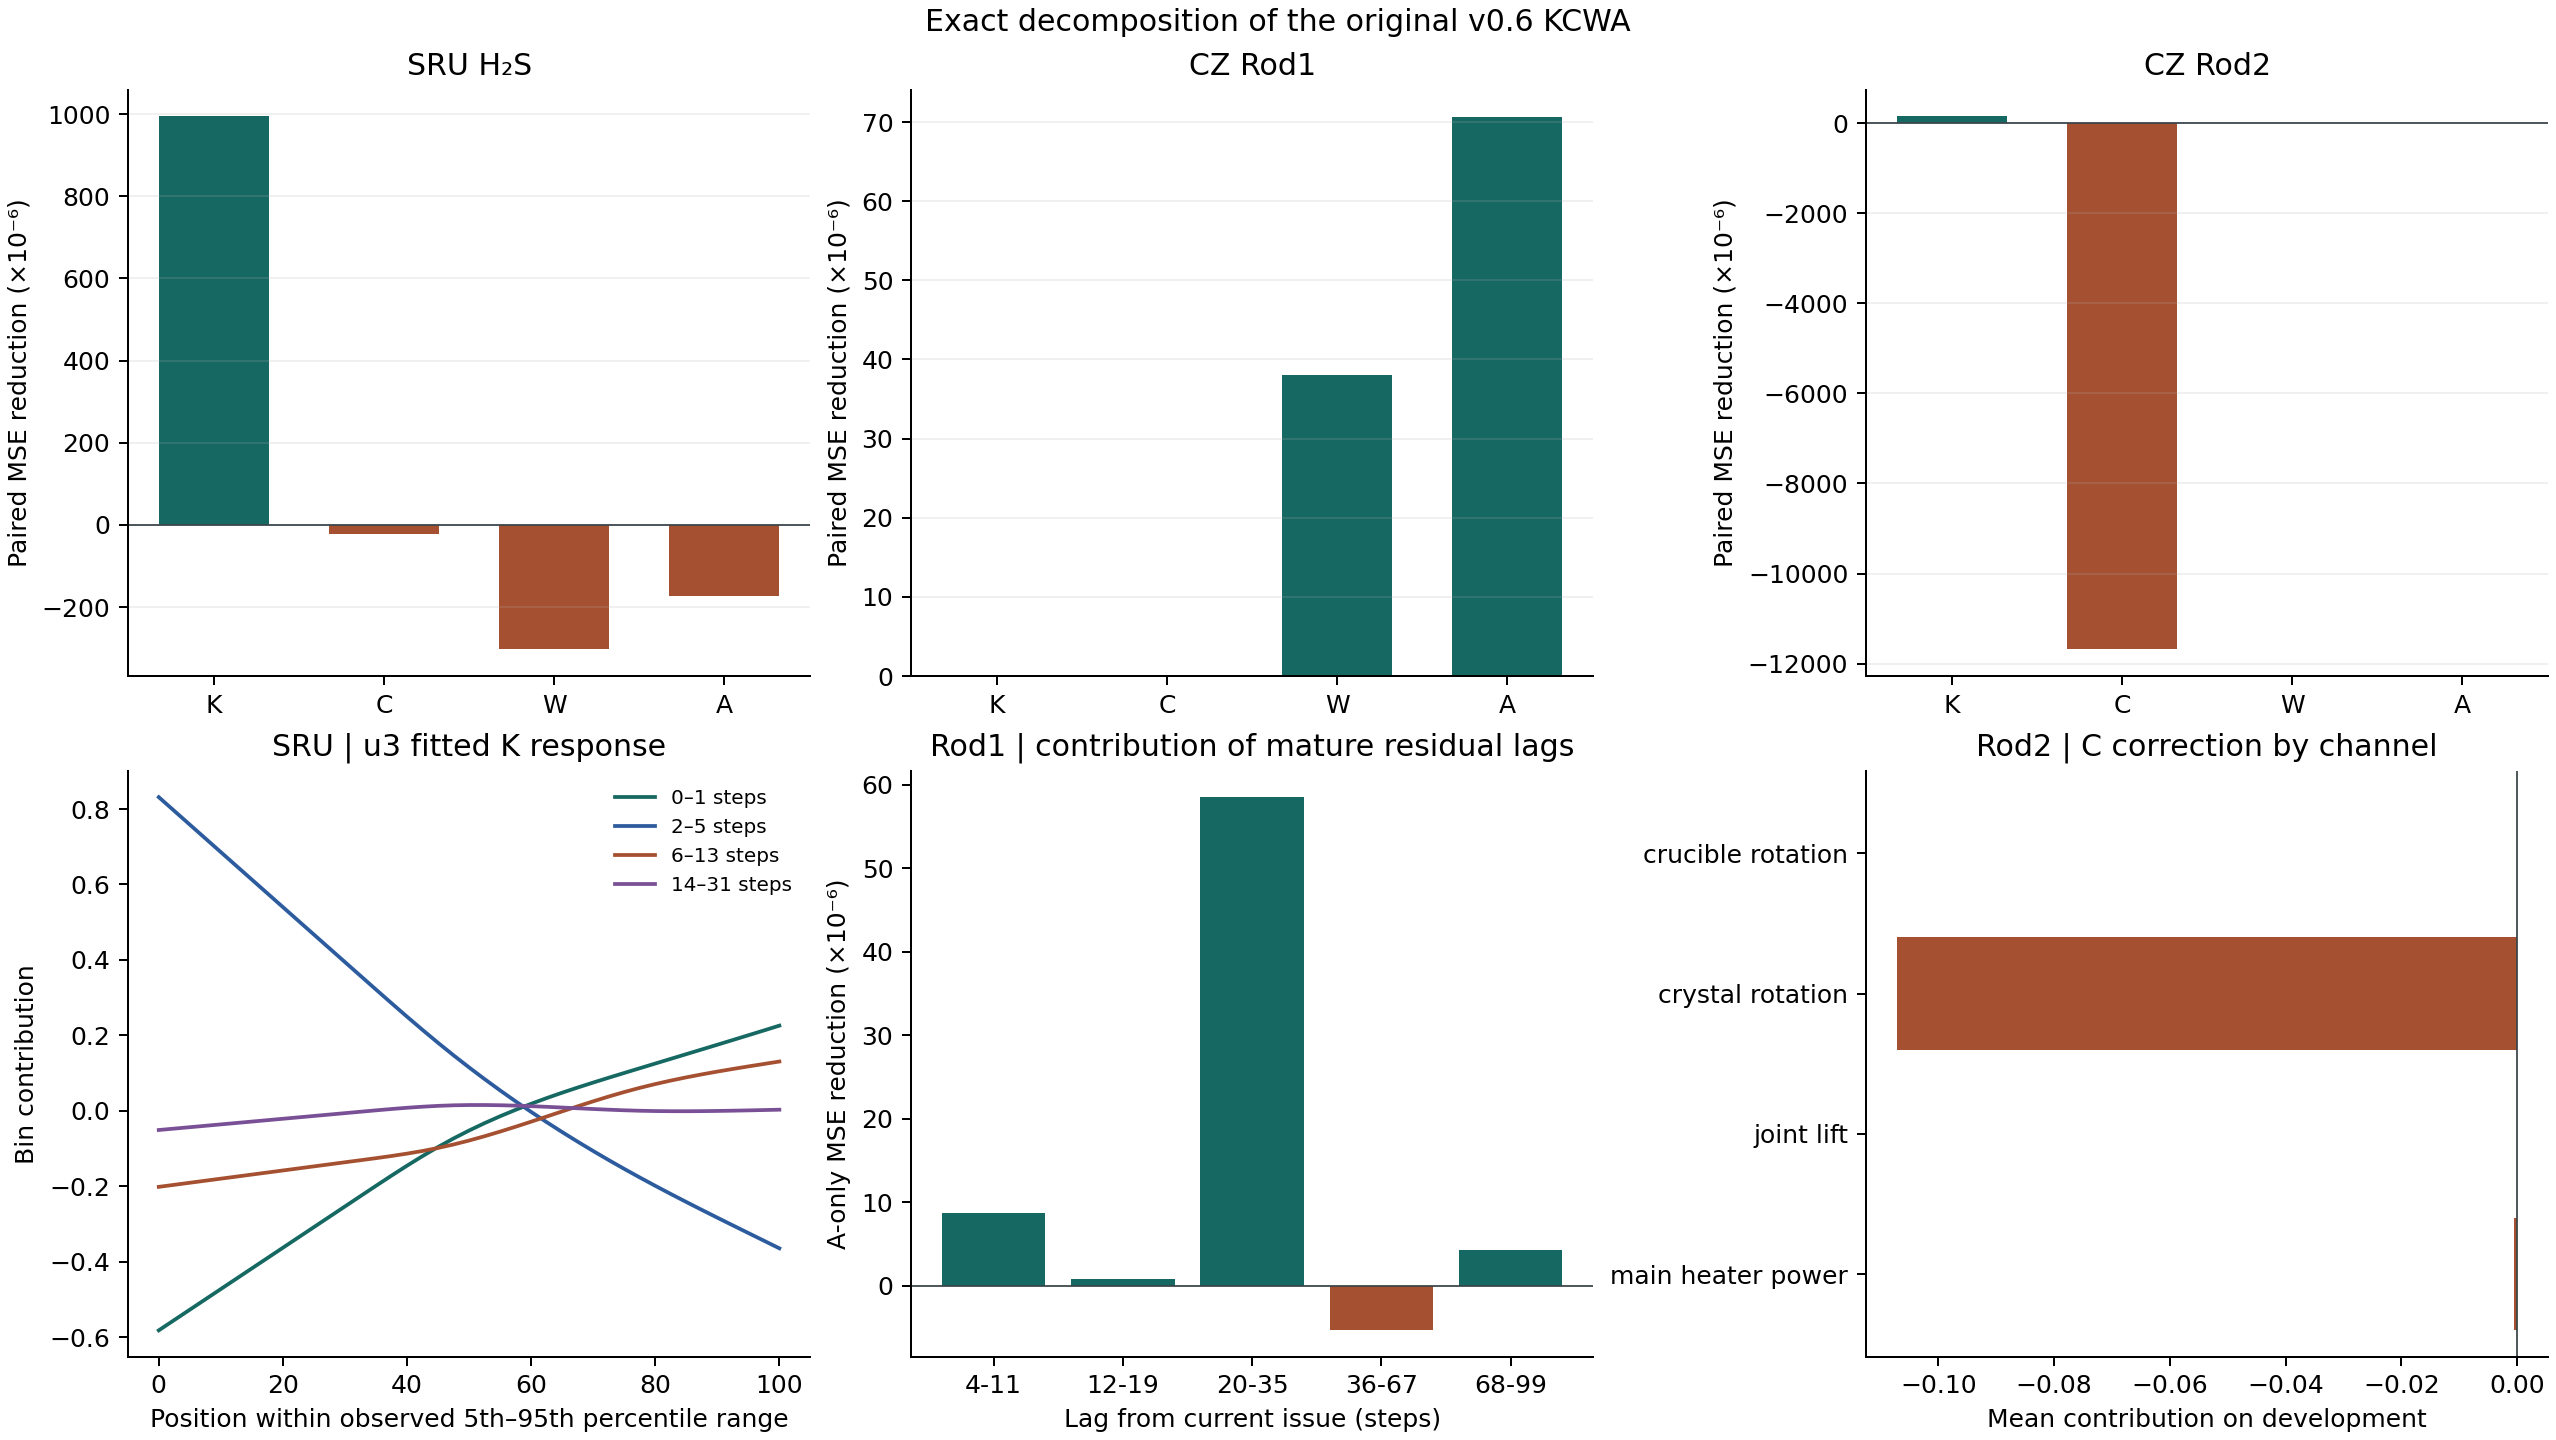 Exact decomposition of the original v0.6 KCWA
SRU H₂S
Paired MSE reduction (×10⁻⁶)
1000
800
600
400
200
0
−200
K C W A
CZ Rod1
Paired MSE reduction (×10⁻⁶)
70
60
50
40
30
20
10
0
K C W A
CZ Rod2
Paired MSE reduction (×10⁻⁶)
0
−2000
−4000
−6000
−8000
−10000
−12000
K C W A
SRU | u3 fitted K response
Bin contribution
0.8
0.6
0.4
0.2
0.0
−0.2
−0.4
−0.6
0–1 steps
2–5 steps
6–13 steps
14–31 steps
0 20 40 60 80 100
Position within observed 5th–95th percentile range
Rod1 | contribution of mature residual lags
A-only MSE reduction (×10⁻⁶)
60
50
40
30
20
10
0
4-11 12-19 20-35 36-67 68-99
Lag from current issue (steps)
Rod2 | C correction by channel
crucible rotation
crystal rotation
joint lift
main heater power
−0.10 −0.08 −0.06 −0.04 −0.02 0.00
Mean contribution on development